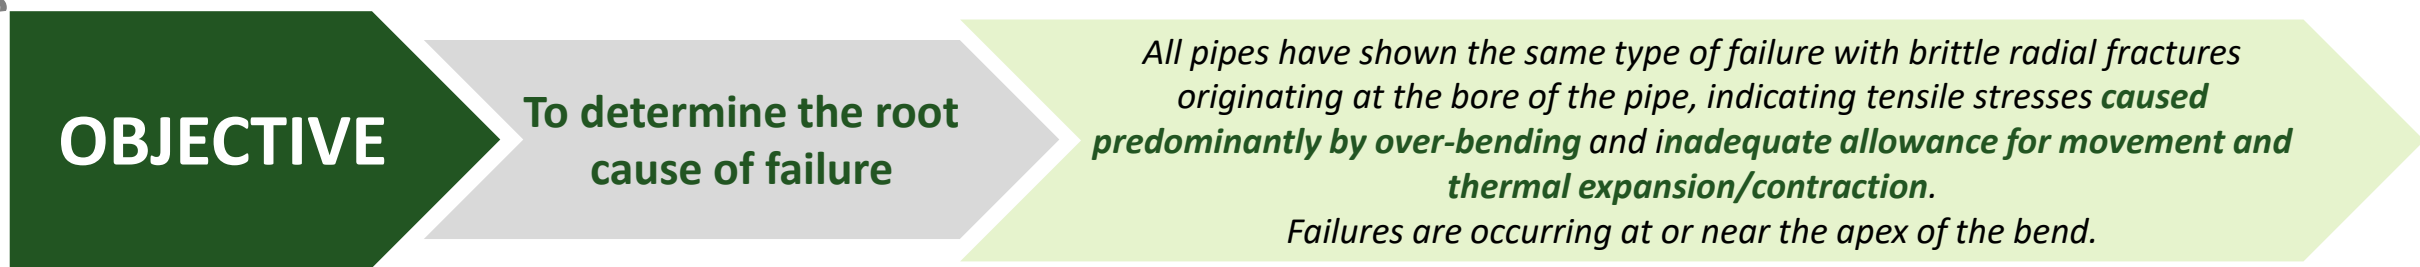 OBJECTIVE
To determine the root
cause of failure
All pipes have shown the same type of failure with brittle radial fractures
originating at the bore of the pipe, indicating tensile stresses caused
predominantly by over-bending and inadequate allowance for movement and
thermal expansion/contraction.
Failures are occurring at or near the apex of the bend.